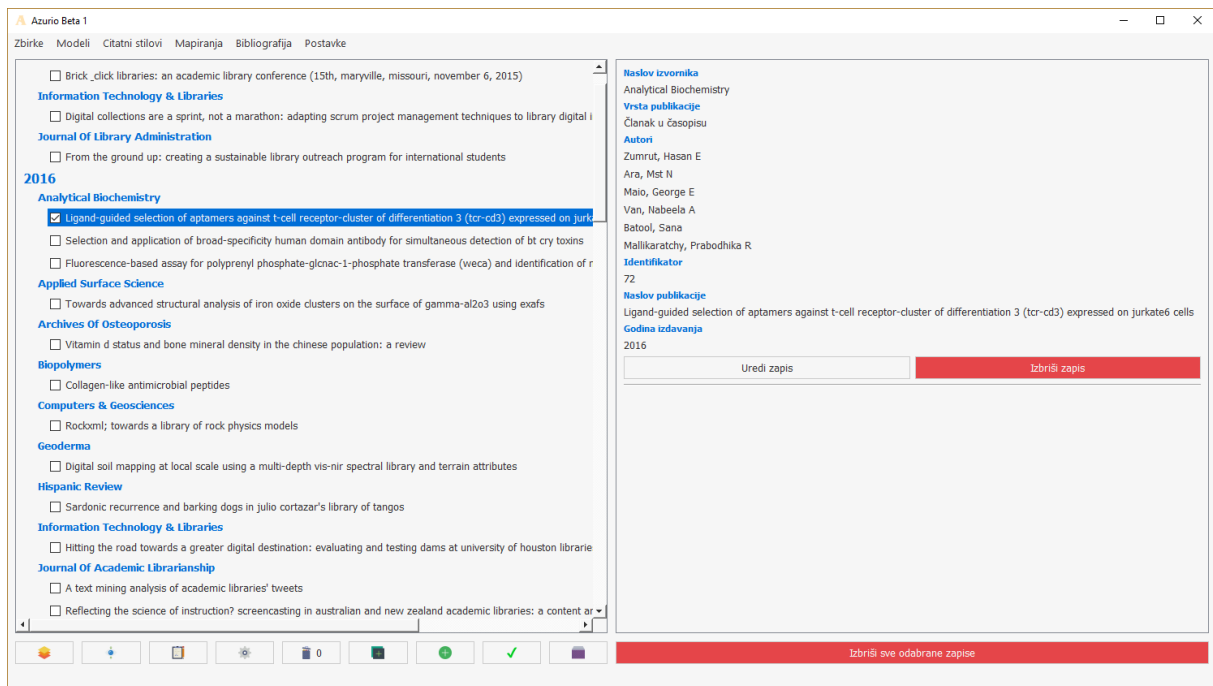 Azurio Beta 1
Zbirke Modeli Citatni stilovi Mapiranja Bibliografija Postavke
Brick_click libraries: an academic library conference (15th, maryville, missouri, november 6, 2015)
Information Technology & Libraries
Digital collections are a sprint, not a marathon: adapting scrum project management techniques to library digital i
Journal Of Library Administration
From the ground up: creating a sustainable library outreach program for international students
2016
Analytical Biochemistry
Ligand-guided selection of aptamers against t-cell receptor-cluster of differentiation 3 (tcr-cd3) expressed on jurk
Selection and application of broad-specificity human domain antibody for simultaneous detection of bt cry toxins
Fluorescence-based assay for polyprenyl phosphate-glcnac-1-phosphate transferase (weca) and identification of
Applied Surface Science
Towards advanced structural analysis of iron oxide clusters on the surface of gamma-al2o3 using exafs
Archives Of Osteoporosis
Vitamin d status and bone mineral density in the chinese population: a review
Biopolymers
Collagen-like antimicrobial peptides
Computers & Geosciences
Rockxml; towards a library of rock physics models
Geoderma
Digital soil mapping at local scale using a multi-depth vis-nir spectral library and terrain attributes
Hispanic Review
Sardonic recurrence and barking dogs in julio cortazar's library of tangos
Information Technology & Libraries
Hitting the road towards a greater digital destination: evaluating and testing dams at university of houston librarie
Journal Of Academic Librarianship
A text mining analysis of academic libraries' tweets
Reflecting the science of instruction? screencasting in australian and new zealand academic libraries: a content ar
0
Naslov izvornika
Analytical Biochemistry
Vrsta publikacije
Članak u časopisu
Autori
Zumrut, Hasan E
Ara, Mst N
Maio, George E
Van, Nabeela A
Batool, Sana
Mallikaratchy, Prabodhika R
Identifikator
72
Naslov publikacije
Ligand-guided selection of aptamers against t-cell receptor-cluster of differentiation 3 (tcr-cd3) expressed on jurkate6 cells
Godina izdavanja
2016
Uredi zapis Izbriši zapis
Izbriši sve odabrane zapise